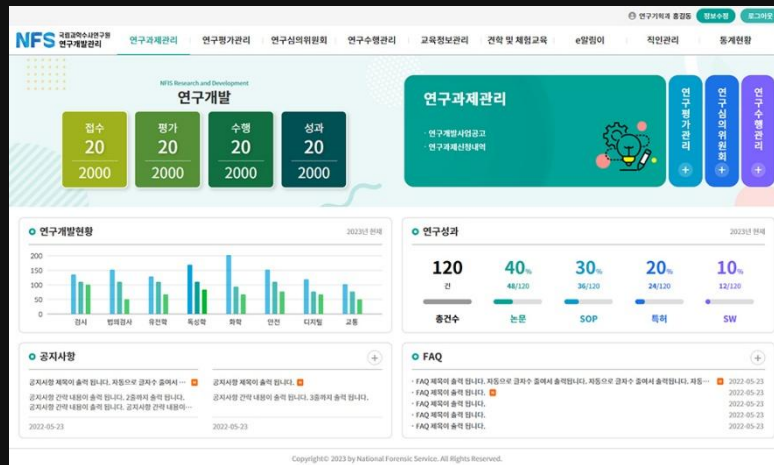 연구기획과 홍길동 정보수정 로그아웃
NFS 국립과학수사연구원 연구개발관리
연구과제관리 연구평가관리 연구심의위원회 연구수행관리 교육정보관리 견학 및 체험교육 e알림이 직인관리 통계현황
NFIS Research and Development
연구개발
접수 평가 수행 성과
20 20 20 20
2000 2000 2000 2000
연구과제관리
· 연구개발사업공고
· 연구과제신청내역
연구평가관리
연구심의위원회
연구수행관리
연구개발현황 2023년 현재
200
150
100
50
0
검시 법의검사 유전학 독성학 화학 안전 디지털 교통
연구성과 2023년 현재
120 40% 30% 20% 10%
건 48/120 36/120 24/120 12/120
총건수 논문 SOP 특허 SW
공지사항
공지사항 제목이 출력 됩니다. 자동으로 글자수 줄여서 ···
공지사항 간략 내용이 출력 됩니다. 2줄까지 출력 됩니다.
공지사항 간략 내용이 출력 됩니다. 공지사항 간략 내용이···
2022-05-23
공지사항 제목이 출력 됩니다.
공지사항 간략 내용이 출력 됩니다. 3줄까지 출력 됩니다.
2022-05-23
FAQ
· FAQ 제목이 출력 됩니다. 자동으로 글자수 줄여서 출력됩니다. 자동으로 글자수 줄여서 출력됩니다. 자동··· 2022-05-23
· FAQ 제목이 출력 됩니다. 2022-05-23
· FAQ 제목이 출력 됩니다. 2022-05-23
· FAQ 제목이 출력 됩니다. 2022-05-23
· FAQ 제목이 출력 됩니다. 2022-05-23
Copyright© 2023 by National Forensic Service. All Rights Reserved.